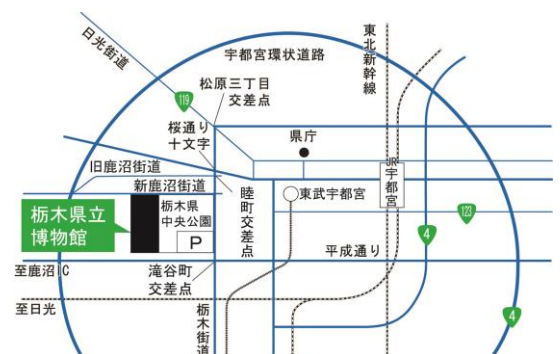 日光街道
宇都宮環状道路
東北新幹線
119
松原三丁目
交差点
桜通り
十文字
県庁
旧鹿沼街道
新鹿沼街道
睦町交差点
東武宇都宮
JR宇都宮
栃木県立
博物館
栃木県
中央公園
P
123
4
平成通り
至鹿沼IC
滝谷町
交差点
至日光
栃木街道
4